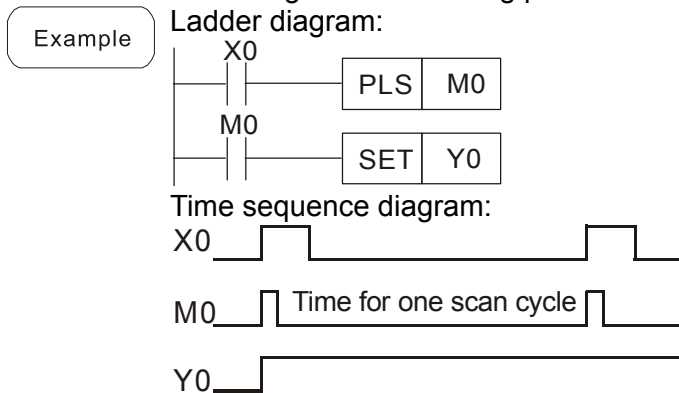 Example
Ladder diagram:
X0
PLS M0
M0
SET Y0
Time sequence diagram:
X0
M0 Time for one scan cycle
Y0